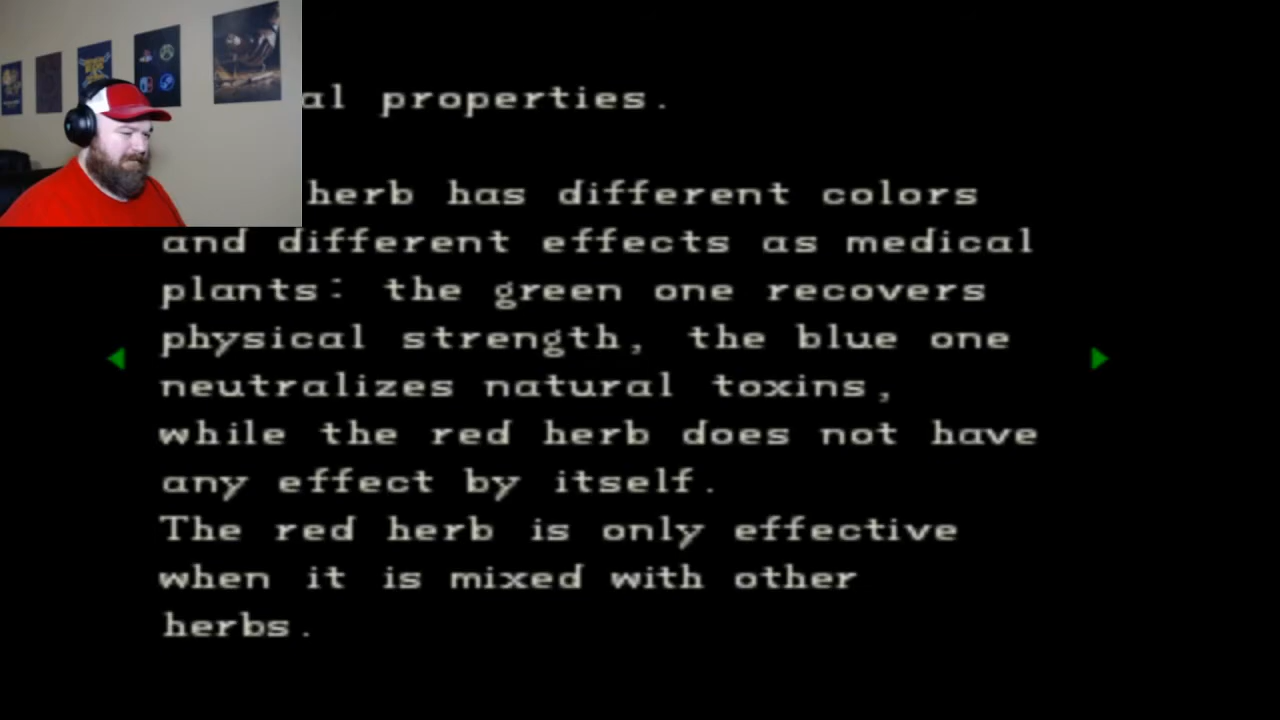 properties.
herb has different colors
and different effects as medical
plants: the green one recovers
physical strength, the blue one
neutralizes natural toxins,
while the red herb does not have
any effect by itself.
The red herb is only effective
when it is mixed with other
herbs.